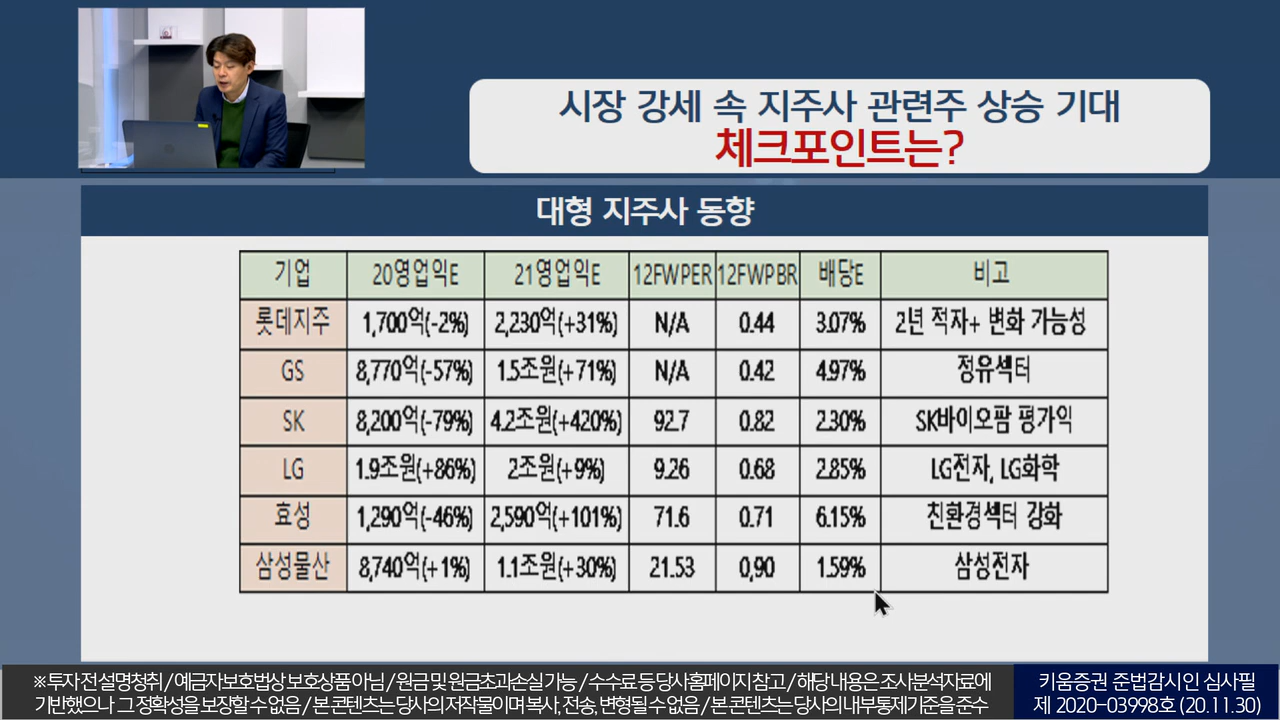 시장 강세 속 지주사 관련주 상승 기대
체크포인트는?
대형 지주사 동향
기업 20영업익E 21영업익E 12FWPER 12FWPBR 배당E 비고
롯데지주 1,700억(-2%) 2,230억(+31%) N/A 0.44 3.07% 2년 적자+ 변화 가능성
GS 8,770억(-57%) 1.5조원(+71%) N/A 0.42 4.97% 정유섹터
SK 8,200억(-79%) 4.2조원(+420%) 92.7 0.82 2.30% SK바이오팜 평가익
LG 1.9조원(+86%) 2조원(+9%) 9.26 0.68 2.85% LG전자, LG화학
효성 1,290억(-46%) 2,590억(+101%) 71.6 0.71 6.15% 친환경섹터 강화
삼성물산 8,740억(+1%) 1.1조원(+30%) 21.53 0,90 1.59% 삼성전자
※ 투자 전 설명청취 / 예금자보호법상 보호상품 아님 / 원금 및 원금초과손실 가능 / 수수료 등 당사홈페이지 참고 / 해당 내용은 조사분석자료에
기반했으나 그 정확성을 보장할 수 없음 / 본 콘텐츠는 당사의 저작물이며 복사, 전송, 변형될 수 없음 / 본 콘텐츠는 당사의 내부통제기준을 준수
키움증권 준법감시인 심사필
제 2020-03998호 (20.11.30)